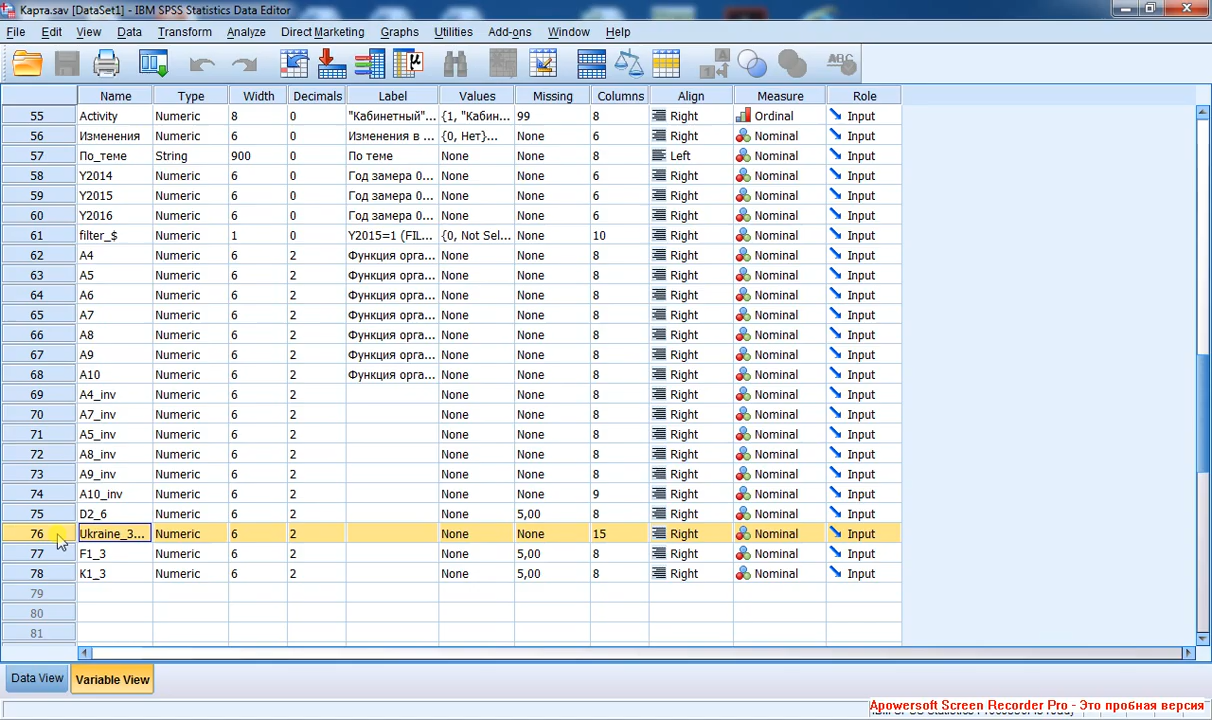 Карта.sav [DataSet1] - IBM SPSS Statistics Data Editor
File Edit View Data Transform Analyze Direct Marketing Graphs Utilities Add-ons Window Help
Name Type Width Decimals Label Values Missing Columns Align Measure Role
55 Activity Numeric 8 0 "Кабинетный"... {1, "Кабин... 99 8 Right Ordinal Input
56 Изменения Numeric 6 0 Изменения в ... {0, Нет}... None 6 Right Nominal Input
57 По_теме String 900 0 По теме None None 8 Left Nominal Input
58 Y2014 Numeric 6 0 Год замера 0... None None 6 Right Nominal Input
59 Y2015 Numeric 6 0 Год замера 0... None None 6 Right Nominal Input
60 Y2016 Numeric 6 0 Год замера 0... None None 6 Right Nominal Input
61 filter_$ Numeric 1 0 Y2015=1 (FIL... {0, Not Sel... None 10 Right Nominal Input
62 A4 Numeric 6 2 Функция орга... None None 8 Right Nominal Input
63 A5 Numeric 6 2 Функция орга... None None 8 Right Nominal Input
64 A6 Numeric 6 2 Функция орга... None None 8 Right Nominal Input
65 A7 Numeric 6 2 Функция орга... None None 8 Right Nominal Input
66 A8 Numeric 6 2 Функция орга... None None 8 Right Nominal Input
67 A9 Numeric 6 2 Функция орга... None None 8 Right Nominal Input
68 A10 Numeric 6 2 Функция орга... None None 8 Right Nominal Input
69 A4_inv Numeric 6 2 None None 8 Right Nominal Input
70 A7_inv Numeric 6 2 None None 8 Right Nominal Input
71 A5_inv Numeric 6 2 None None 8 Right Nominal Input
72 A8_inv Numeric 6 2 None None 8 Right Nominal Input
73 A9_inv Numeric 6 2 None None 8 Right Nominal Input
74 A10_inv Numeric 6 2 None None 9 Right Nominal Input
75 D2_6 Numeric 6 2 None 5,00 8 Right Nominal Input
76 Ukraine_3... Numeric 6 2 None None 15 Right Nominal Input
77 F1_3 Numeric 6 2 None 5,00 8 Right Nominal Input
78 K1_3 Numeric 6 2 None 5,00 8 Right Nominal Input
79
80
81
Data View Variable View
Apowersoft Screen Recorder Pro - Это пробная версия